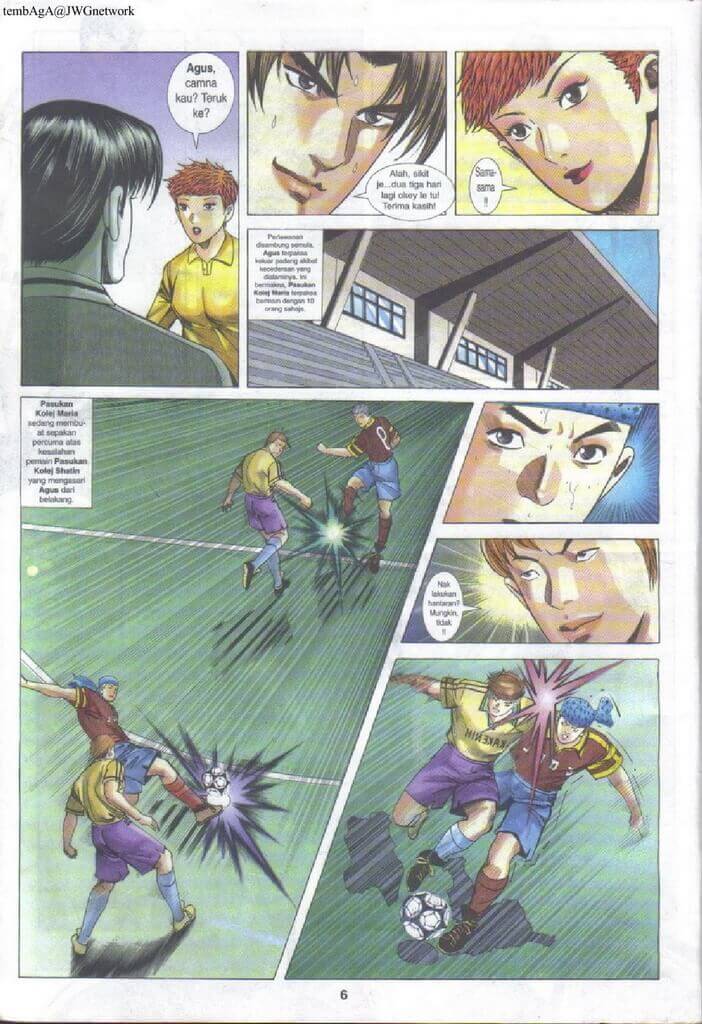 tembAgA@JWGnetwork
Agus,
camna
kau? Teruk
ke?
Alah, sikit
je...dua tiga hari
lagi okey le tu!
Terima kasih!
Sama-
sama
!!
Perlawanan
disambung semula.
Agus terpaksa
keluar padang akibat
kecederaan yang
dialaminya. Ini
bermakna, Pasukan
Kolej Maria terpaksa
bermain dengan 10
orang sahaja.
Pasukan
Kolej Maria
sedang membu-
at sepakan
percuma atas
kesalahan
pemain Pasukan
Kolej Shatin
yang mengasari
Agus dari
belakang.
Nak
lakukan
hantaran?
Mungkin,
tidak
!!
6